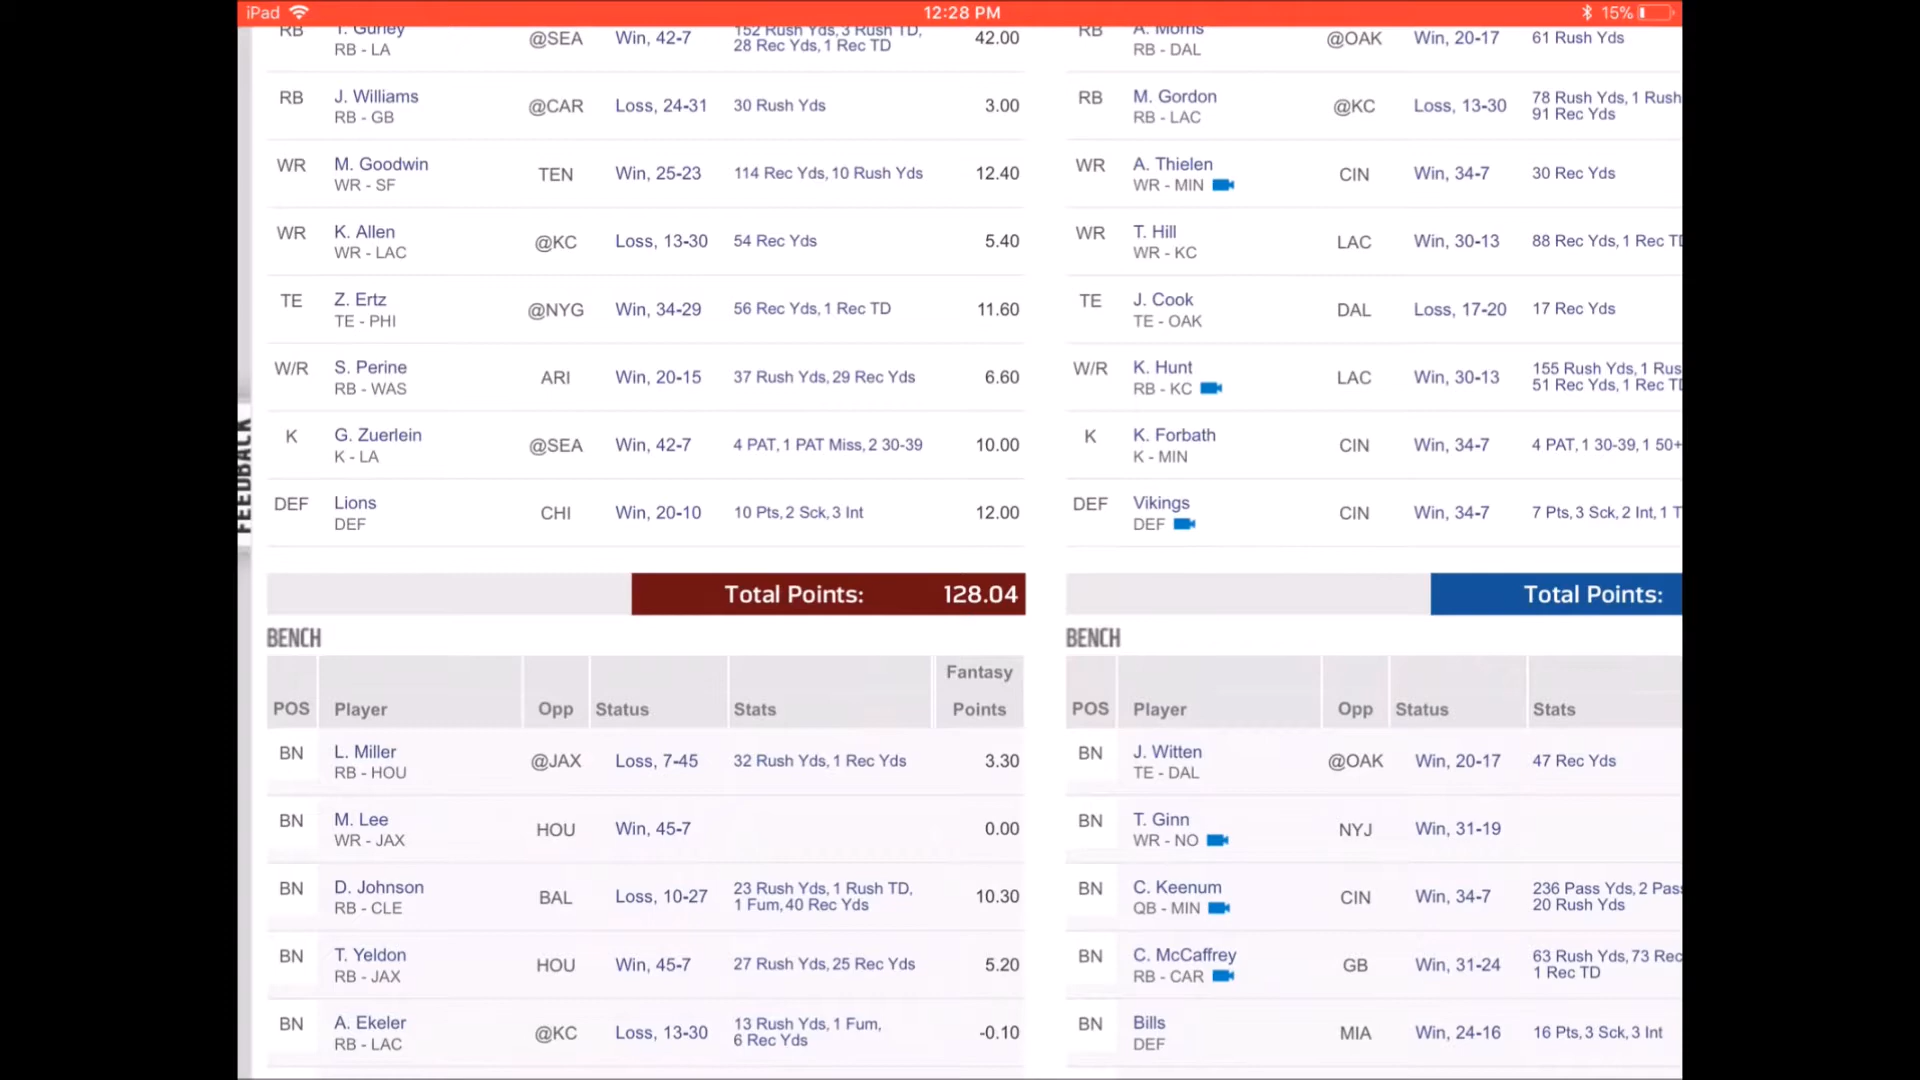 iPad 12:28 PM 15%
RB T. Gurley @SEA Win, 42-7 152 Rush Yds, 3 Rush TD, 42.00 RB A. Morris @OAK Win, 20-17 61 Rush Yds
RB - LA 28 Rec Yds, 1 Rec TD RB - DAL
RB J. Williams @CAR Loss, 24-31 30 Rush Yds 3.00 RB M. Gordon @KC Loss, 13-30 78 Rush Yds, 1 Rush
RB - GB RB - LAC 91 Rec Yds
WR M. Goodwin TEN Win, 25-23 114 Rec Yds, 10 Rush Yds 12.40 WR A. Thielen CIN Win, 34-7 30 Rec Yds
WR - SF WR - MIN
WR K. Allen @KC Loss, 13-30 54 Rec Yds 5.40 WR T. Hill LAC Win, 30-13 88 Rec Yds, 1 Rec TD
WR - LAC WR - KC
TE Z. Ertz @NYG Win, 34-29 56 Rec Yds, 1 Rec TD 11.60 TE J. Cook DAL Loss, 17-20 17 Rec Yds
TE - PHI TE - OAK
W/R S. Perine ARI Win, 20-15 37 Rush Yds, 29 Rec Yds 6.60 W/R K. Hunt LAC Win, 30-13 155 Rush Yds, 1 Rus
RB - WAS RB - KC 51 Rec Yds, 1 Rec TD
FEEDBACK
K G. Zuerlein @SEA Win, 42-7 4 PAT, 1 PAT Miss, 2 30-39 10.00 K K. Forbath CIN Win, 34-7 4 PAT, 1 30-39, 1 50+
K - LA K - MIN
DEF Lions CHI Win, 20-10 10 Pts, 2 Sck, 3 Int 12.00 DEF Vikings CIN Win, 34-7 7 Pts, 3 Sck, 2 Int, 1 T
DEF DEF
Total Points: 128.04 Total Points:
BENCH BENCH
Fantasy
POS Player Opp Status Stats Points POS Player Opp Status Stats
BN L. Miller @JAX Loss, 7-45 32 Rush Yds, 1 Rec Yds 3.30 BN J. Witten @OAK Win, 20-17 47 Rec Yds
RB - HOU TE - DAL
BN M. Lee HOU Win, 45-7 0.00 BN T. Ginn NYJ Win, 31-19
WR - JAX WR - NO
BN D. Johnson BAL Loss, 10-27 23 Rush Yds, 1 Rush TD, 10.30 BN C. Keenum CIN Win, 34-7 236 Pass Yds, 2 Pass
RB - CLE 1 Fum, 40 Rec Yds QB - MIN 20 Rush Yds
BN T. Yeldon HOU Win, 45-7 27 Rush Yds, 25 Rec Yds 5.20 BN C. McCaffrey GB Win, 31-24 63 Rush Yds, 73 Rec
RB - JAX RB - CAR 1 Rec TD
BN A. Ekeler @KC Loss, 13-30 13 Rush Yds, 1 Fum, -0.10 BN Bills MIA Win, 24-16 16 Pts, 3 Sck, 3 Int
RB - LAC 6 Rec Yds DEF